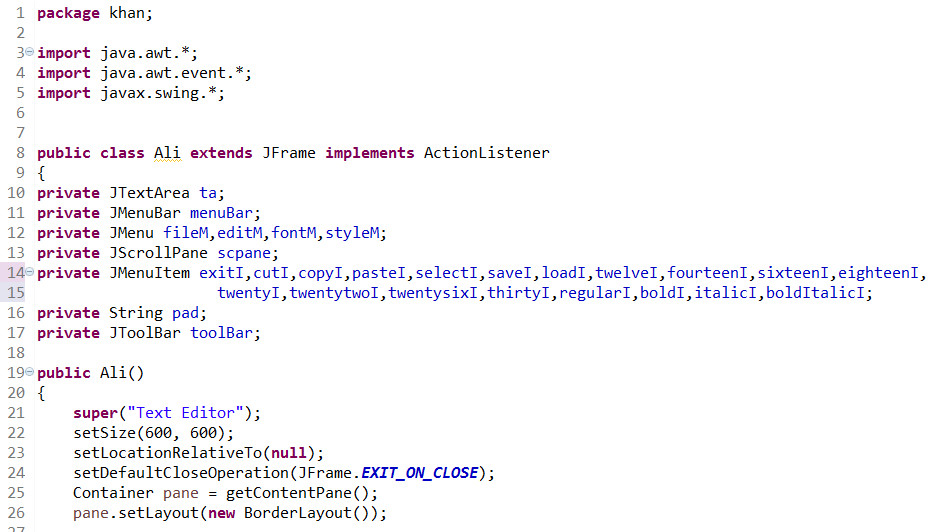 1 package khan;
2
3 import java.awt.*;
4 import java.awt.event.*;
5 import javax.swing.*;
6
7
8 public class Ali extends JFrame implements ActionListener
9 {
10 private JTextArea ta;
11 private JMenuBar menuBar;
12 private JMenu fileM,editM,fontM,styleM;
13 private JScrollPane scpane;
14 private JMenuItem exitI,cutI,copyI,pasteI,selectI,saveI,loadI,twelveI,fourteenI,sixteenI,eighteenI,
15                     twentyI,twentytwoI,twentysixI,thirtyI,regularI,boldI,italicI,boldItalicI;
16 private String pad;
17 private JToolBar toolBar;
18
19 public Ali()
20 {
21     super("Text Editor");
22     setSize(600, 600);
23     setLocationRelativeTo(null);
24     setDefaultCloseOperation(JFrame.EXIT_ON_CLOSE);
25     Container pane = getContentPane();
26     pane.setLayout(new BorderLayout());